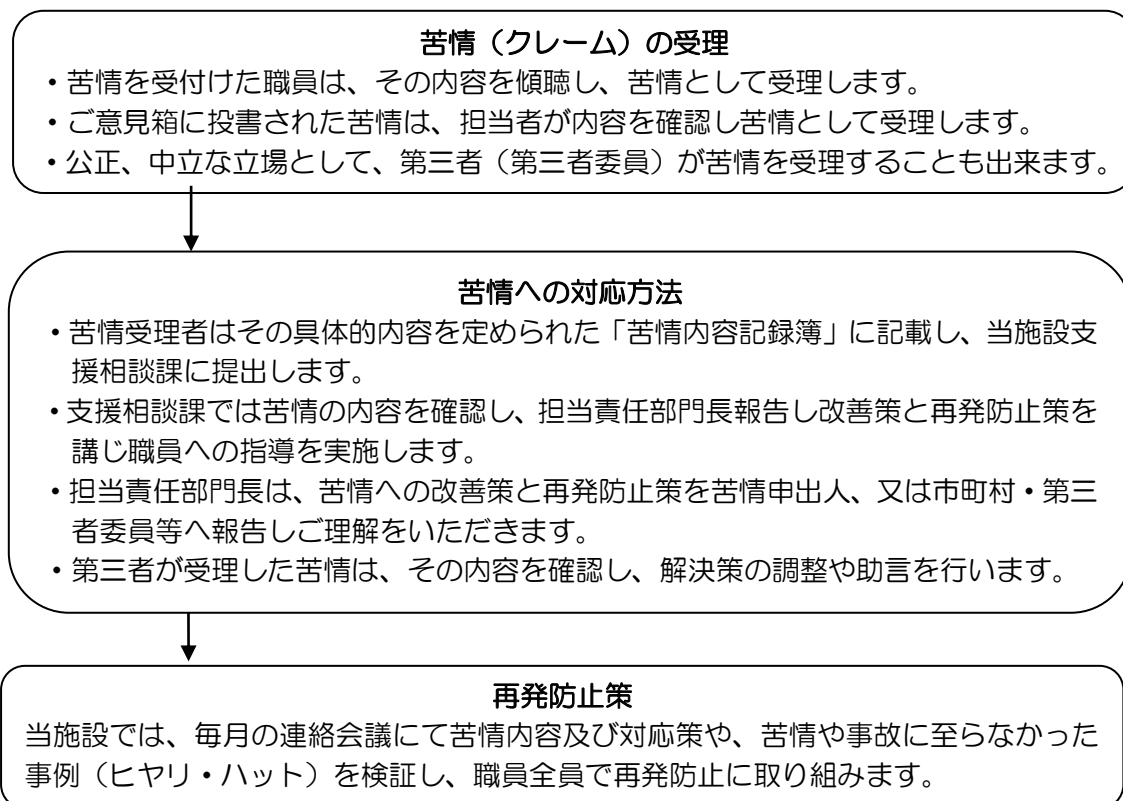 苦情（クレーム）の受理
・苦情を受付けた職員は、その内容を傾聴し、苦情として受理します。
・ご意見箱に投書された苦情は、担当者が内容を確認し苦情として受理します。
・公正、中立な立場として、第三者（第三者委員）が苦情を受理することも出来ます。
苦情への対応方法
・苦情受理者はその具体的内容を定められた「苦情内容記録簿」に記載し、当施設支
援相談課に提出します。
・支援相談課では苦情の内容を確認し、担当責任部門長報告し改善策と再発防止策を
講じ職員への指導を実施します。
・担当責任部門長は、苦情への改善策と再発防止策を苦情申出人、又は市町村・第三
者委員等へ報告しご理解をいただきます。
・第三者が受理した苦情は、その内容を確認し、解決策の調整や助言を行います。
再発防止策
当施設では、毎月の連絡会議にて苦情内容及び対応策や、苦情や事故に至らなかった
事例（ヒヤリ・ハット）を検証し、職員全員で再発防止に取り組みます。